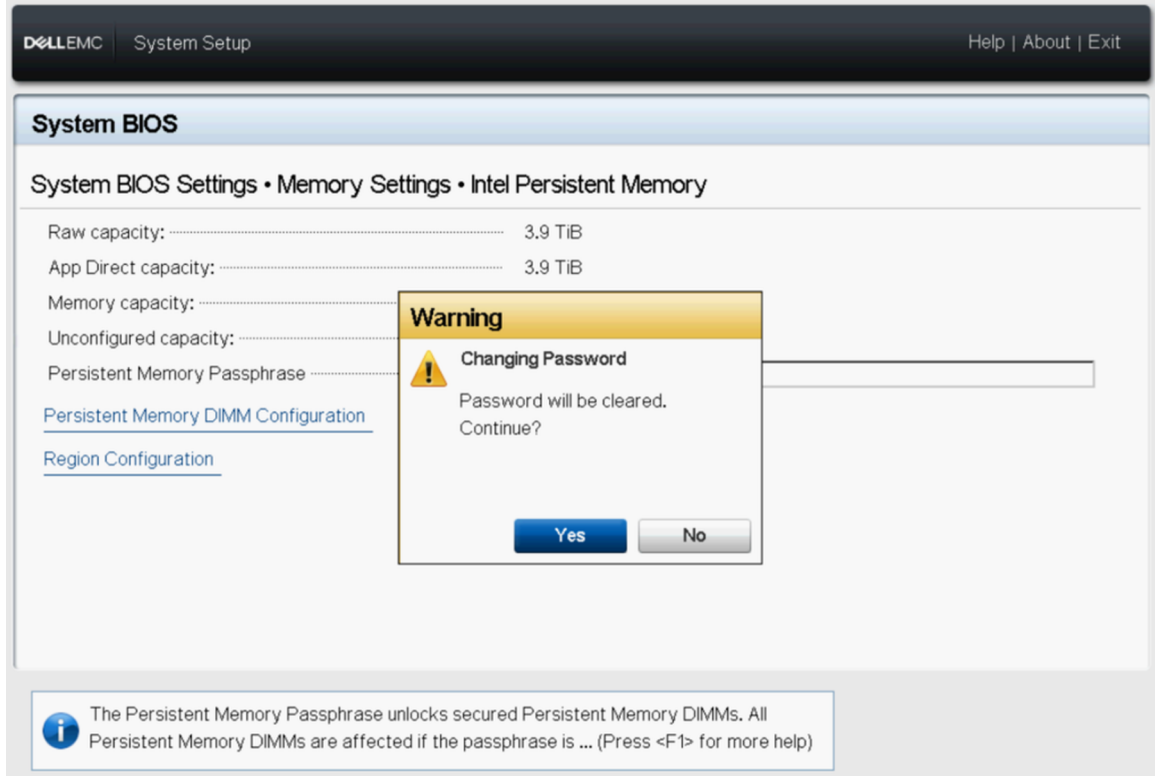 DELLEMC System Setup Help | About | Exit
System BIOS
System BIOS Settings • Memory Settings • Intel Persistent Memory
Raw capacity: 3.9 TiB
App Direct capacity: 3.9 TiB
Memory capacity:
Unconfigured capacity:
Persistent Memory Passphrase
Persistent Memory DIMM Configuration
Region Configuration
Warning
Changing Password
Password will be cleared.
Continue?
Yes No
The Persistent Memory Passphrase unlocks secured Persistent Memory DIMMs. All
Persistent Memory DIMMs are affected if the passphrase is ... (Press <F1> for more help)